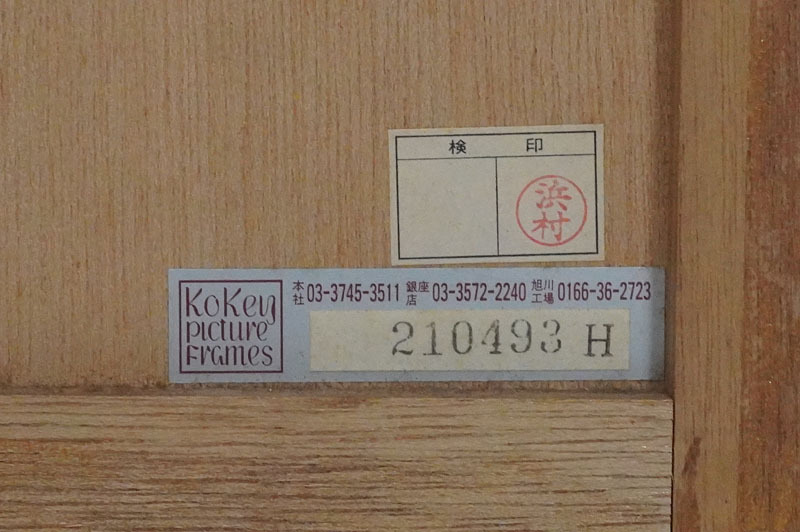 検 印
浜村
本社 03-3745-3511 銀座店 03-3572-2240 旭川工場 0166-36-2723
KoKey
Picture
Frames
210493 H